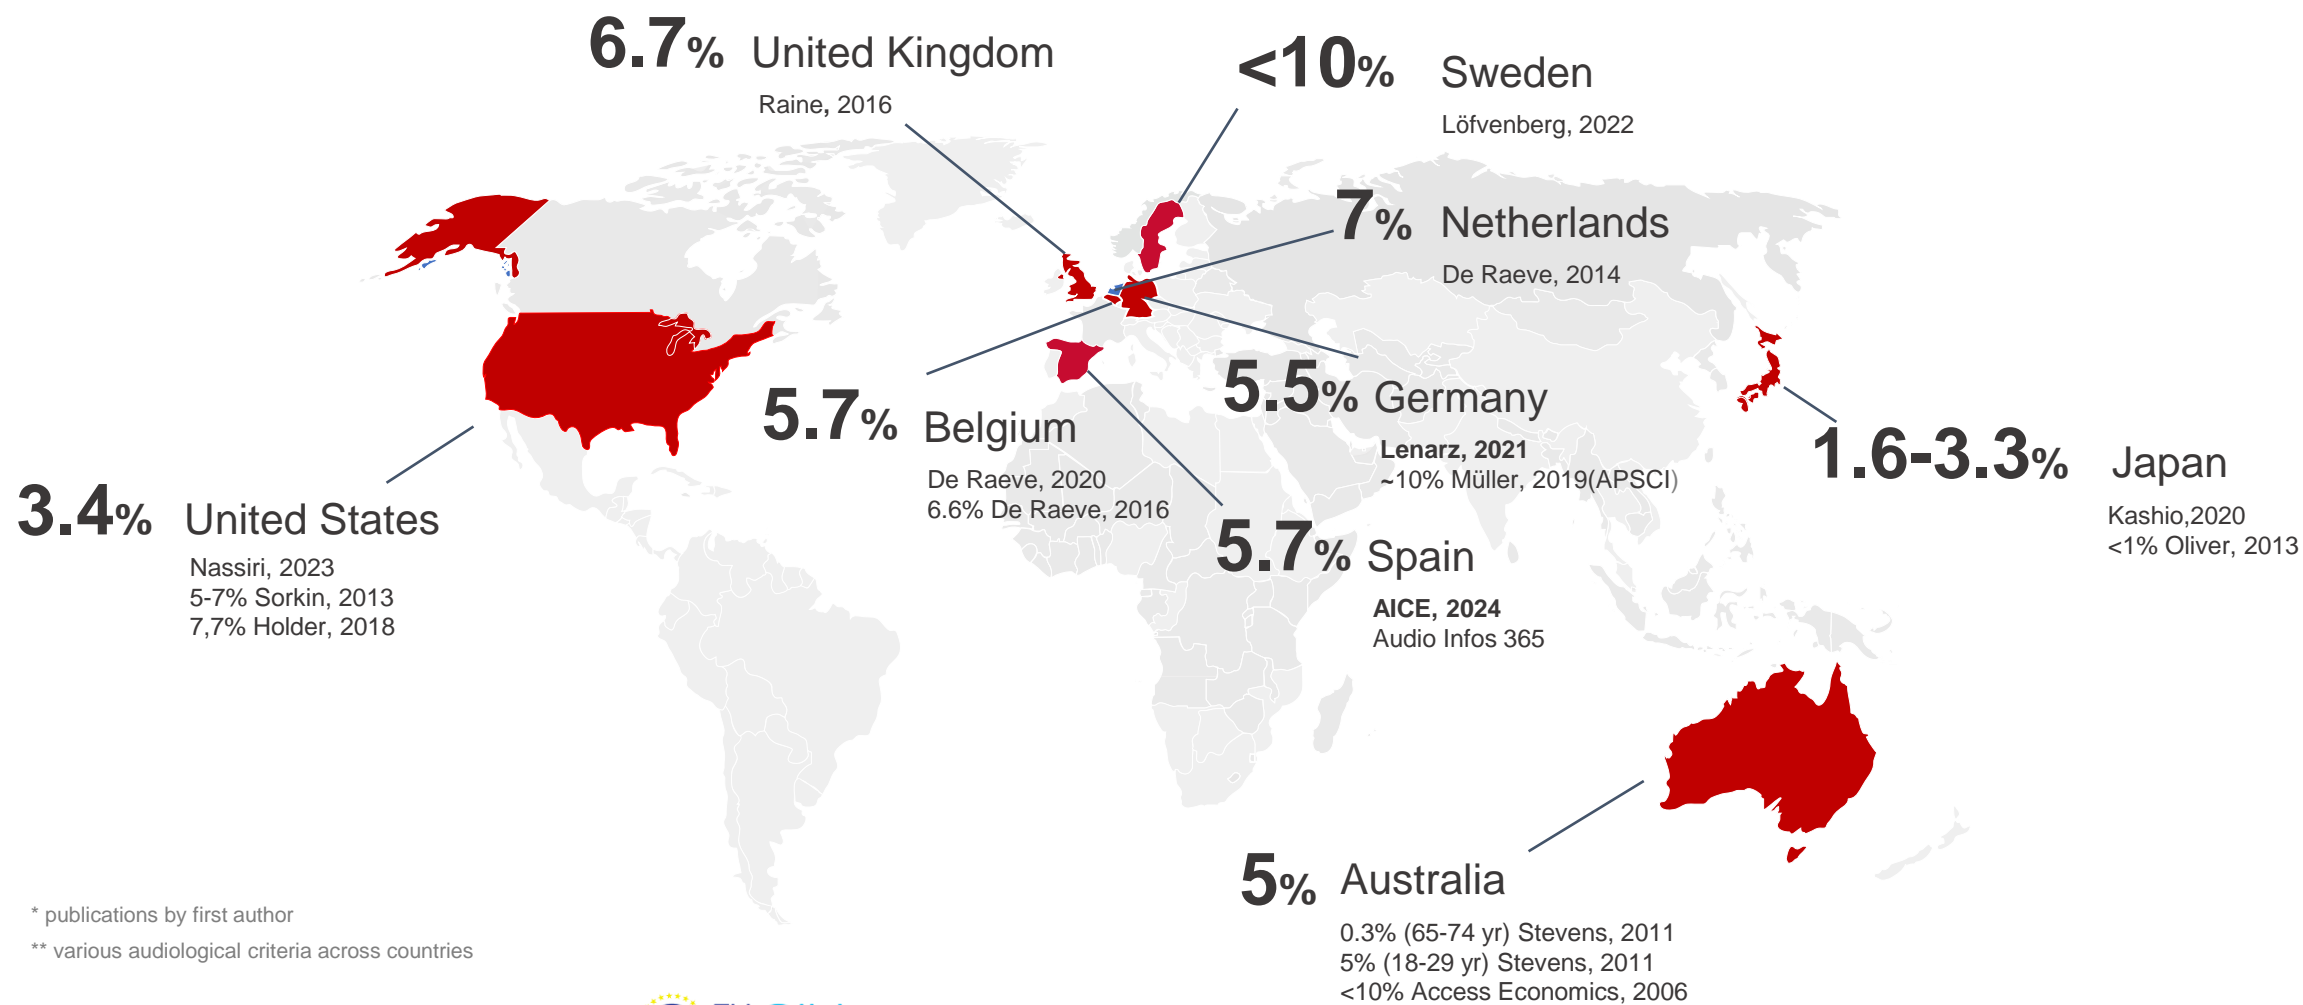 6.7% United Kingdom
Raine, 2016
<10% Sweden
Löfvenberg, 2022
7% Netherlands
De Raeve, 2014
5.7% Belgium
De Raeve, 2020
6.6% De Raeve, 2016
5.5% Germany
Lenarz, 2021
~10% Müller, 2019(APSCI)
1.6-3.3% Japan
Kashio,2020
<1% Oliver, 2013
3.4% United States
Nassiri, 2023
5-7% Sorkin, 2013
7,7% Holder, 2018
5.7% Spain
AICE, 2024
Audio Infos 365
5% Australia
0.3% (65-74 yr) Stevens, 2011
5% (18-29 yr) Stevens, 2011
<10% Access Economics, 2006
* publications by first author
** various audiological criteria across countries